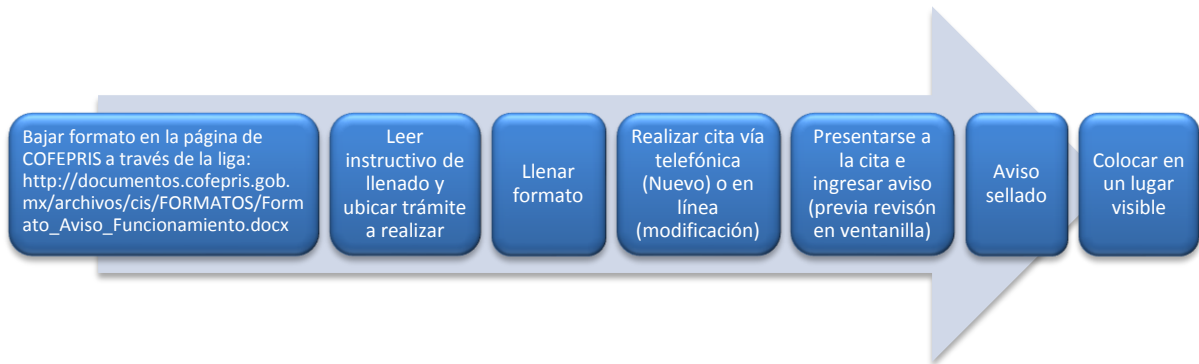 Bajar formato en la página de
COFEPRIS a través de la liga:
http://documentos.cofepris.gob.
mx/archivos/cis/FORMATOS/Form
ato_Aviso_Funcionamiento.docx
Leer
instructivo de
llenado y
ubicar trámite
a realizar
Llenar
formato
Realizar cita vía
telefónica
(Nuevo) o en
línea
(modificación)
Presentarse a
la cita e
ingresar aviso
(previa revisón
en ventanilla)
Aviso
sellado
Colocar en
un lugar
visible